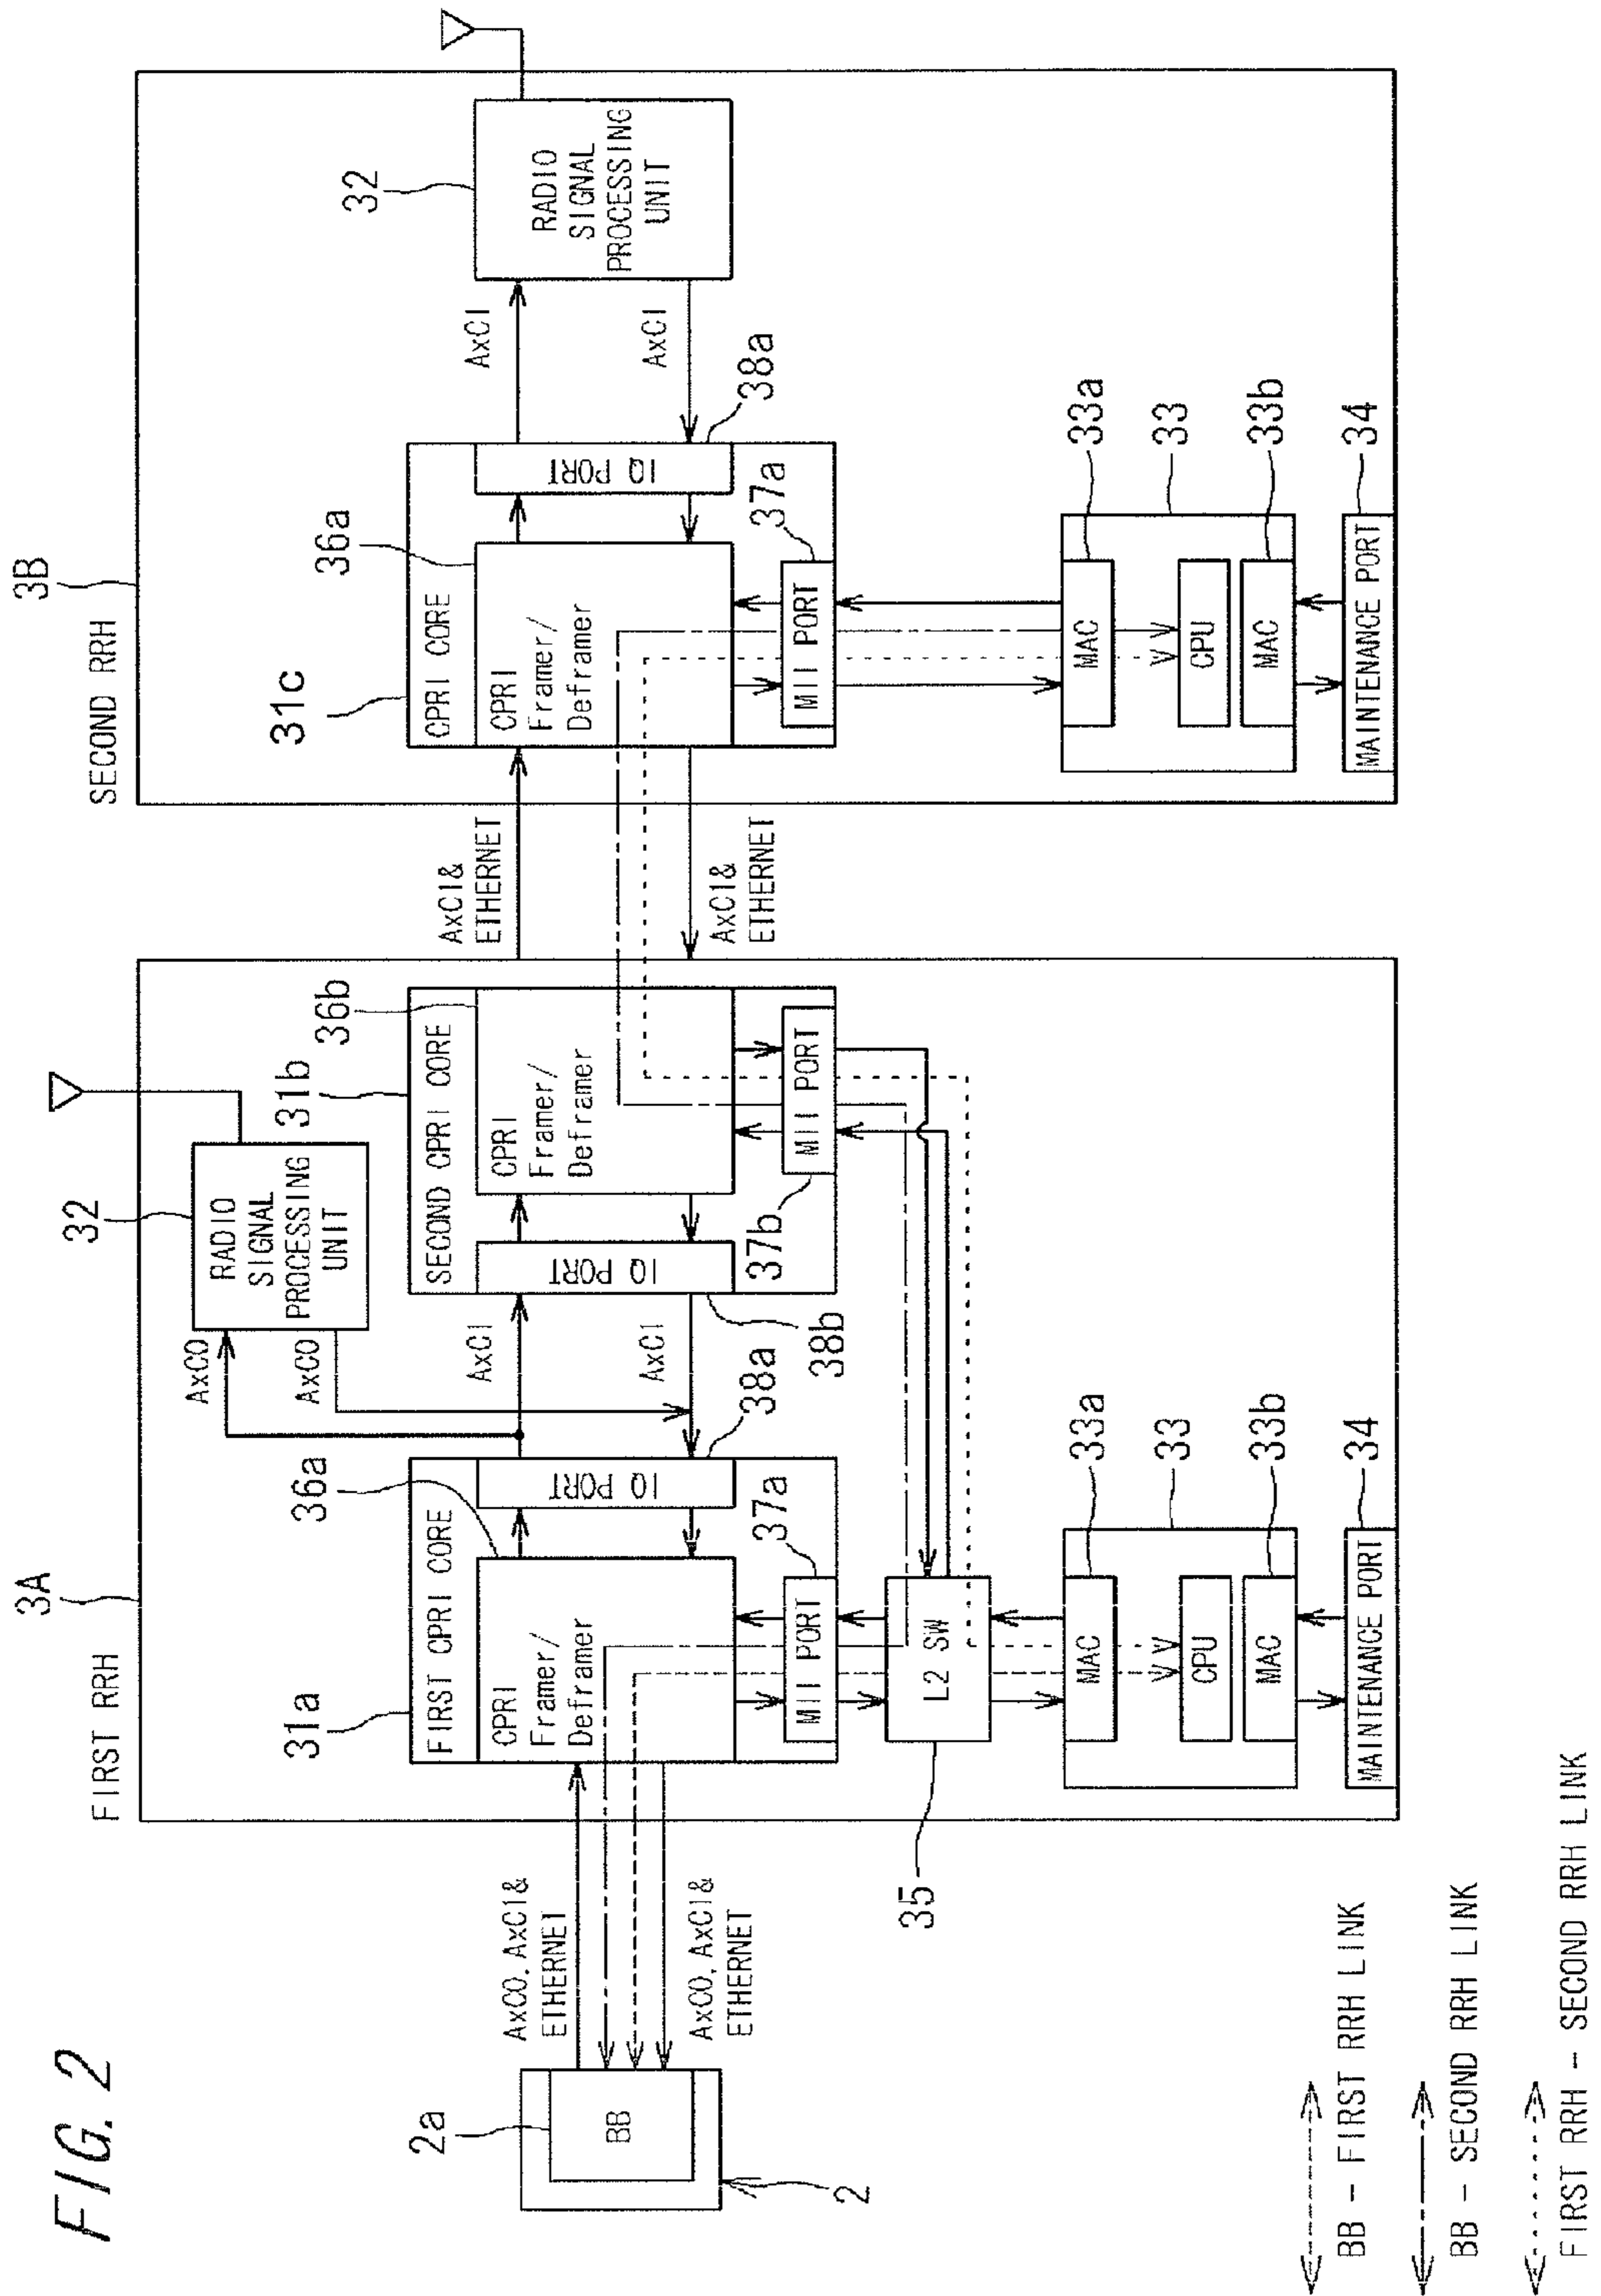 FIG. 2
2
2a
BB
AxC0, AxC1&
ETHERNET
AxC0, AxC1&
ETHERNET
FIRST RRH
3A
31a
FIRST CPRI CORE
CPRI
Framer/
Deframer
36a
IQ PORT
38a
MII PORT
37a
AxC0
AxC0
32
RADIO
SIGNAL
PROCESSING
UNIT
AxC1
AxC1
31b
SECOND CPRI CORE
IQ PORT
38b
CPRI
Framer/
Deframer
36b
MII PORT
37b
L2 SW
35
MAC
33a
CPU
33
MAC
33b
MAINTENANCE PORT
34
AxC1&
ETHERNET
AxC1&
ETHERNET
SECOND RRH
3B
31c
CPRI CORE
CPRI
Framer/
Deframer
36a
IQ PORT
38a
MII PORT
37a
AxC1
AxC1
32
RADIO
SIGNAL
PROCESSING
UNIT
MAC
33a
CPU
33
MAC
33b
MAINTENANCE PORT
34
BB - FIRST RRH LINK
BB - SECOND RRH LINK
FIRST RRH - SECOND RRH LINK